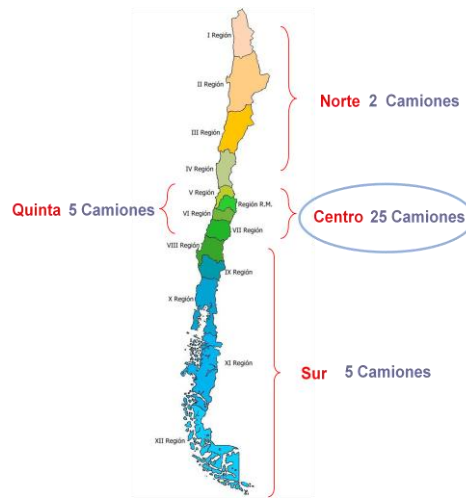 I Región
II Región
Norte 2 Camiones
III Región
IV Región
V Región
Región R.M.
Quinta 5 Camiones
VI Región
Centro 25 Camiones
VII Región
VIII Región
IX Región
X Región
XI Región
Sur 5 Camiones
XII Región